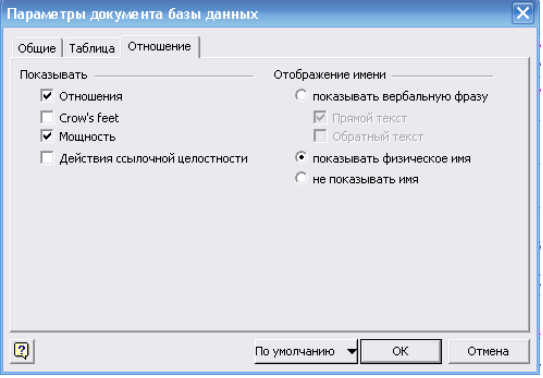 Параметры документа базы данных
Общие Таблица Отношение
Показывать
Отношения
Crow's feet
Мощность
Действия ссылочной целостности
Отображение имени
показывать вербальную фразу
Прямой текст
Обратный текст
показывать физическое имя
не показывать имя
По умолчанию OK Отмена